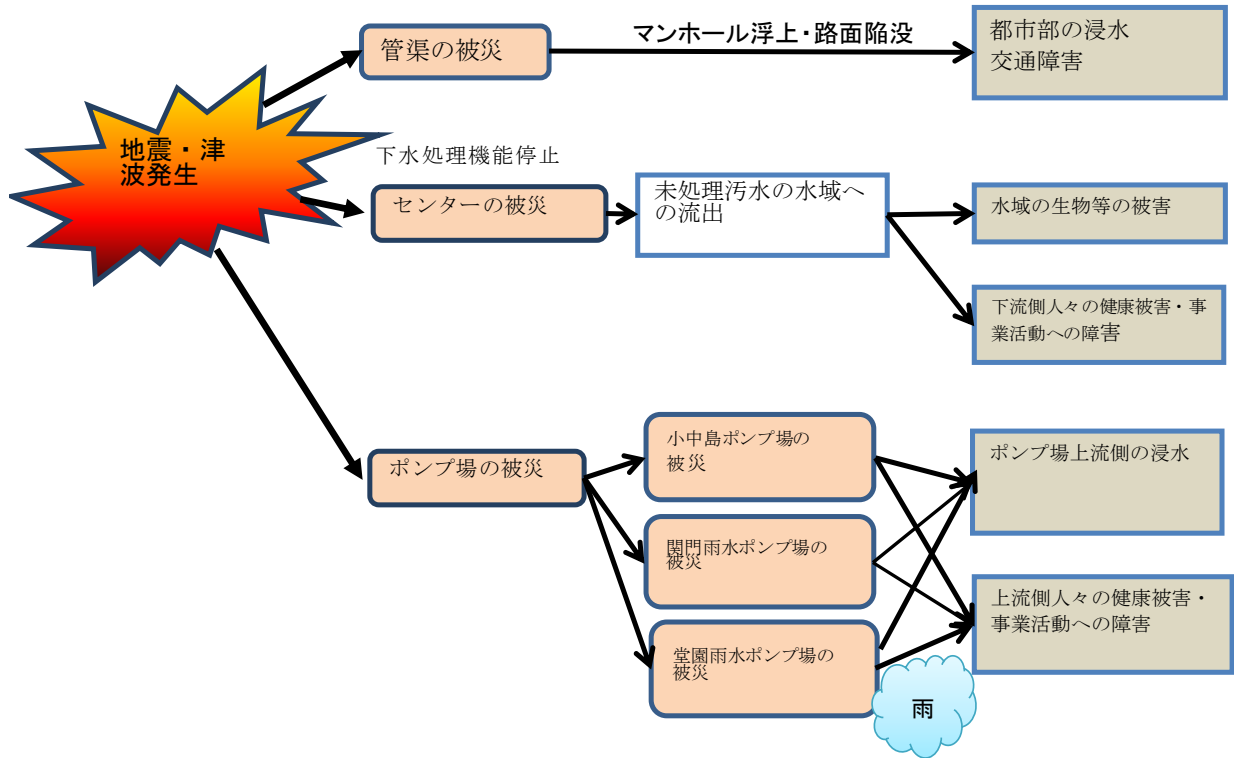 地震・津
波発生
管渠の被災
マンホール浮上・路面陥没
都市部の浸水
交通障害
下水処理機能停止
センターの被災
未処理汚水の水域へ
の流出
水域の生物等の被害
下流側人々の健康被害・事
業活動への障害
ポンプ場の被災
小中島ポンプ場の
被災
関門雨水ポンプ場の
被災
堂園雨水ポンプ場の
被災
ポンプ場上流側の浸水
上流側人々の健康被害・
事業活動への障害
雨